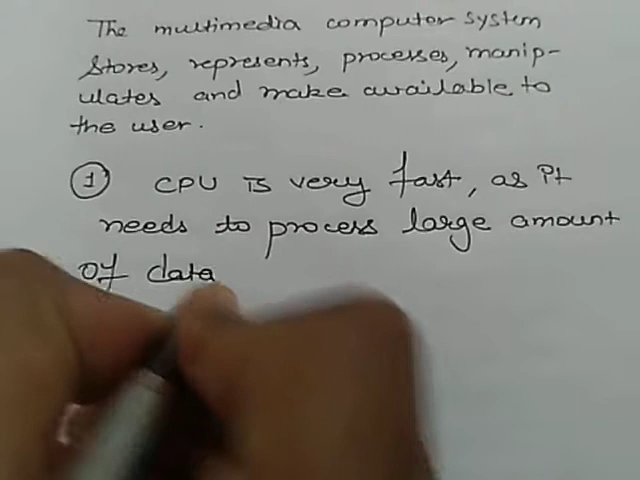 The multimedia computer system
stores, represents, processes, manip-
ulates and make available to
the user.
① CPU is very fast, as it
needs to process large amount
of data